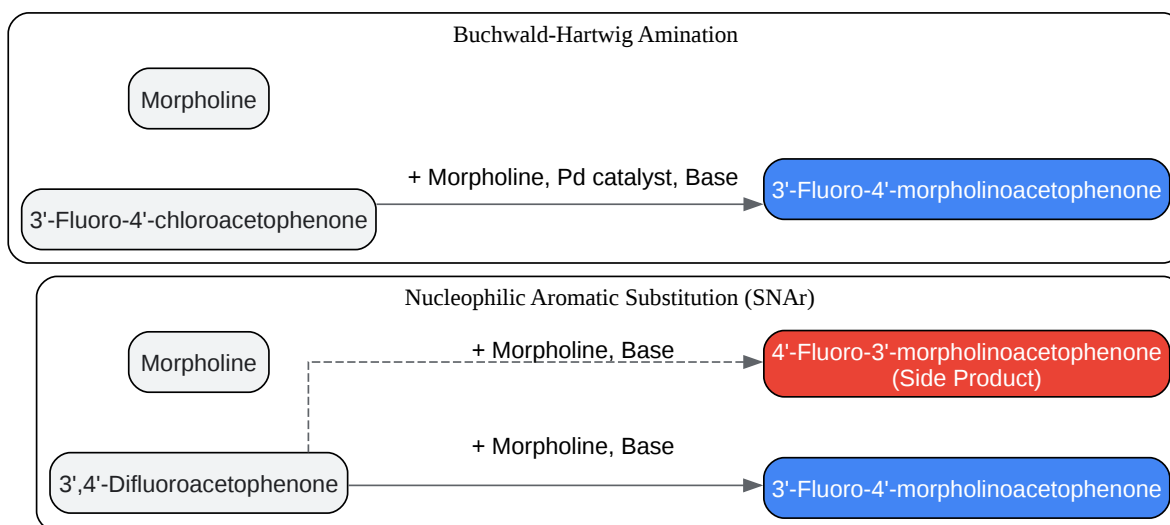 Buchwald-Hartwig Amination
Morpholine
+ Morpholine, Pd catalyst, Base
3'-Fluoro-4'-chloroacetophenone
3'-Fluoro-4'-morpholinoacetophenone
Nucleophilic Aromatic Substitution (SNAr)
Morpholine
+ Morpholine, Base
4'-Fluoro-3'-morpholinoacetophenone
(Side Product)
3',4'-Difluoroacetophenone
+ Morpholine, Base
3'-Fluoro-4'-morpholinoacetophenone